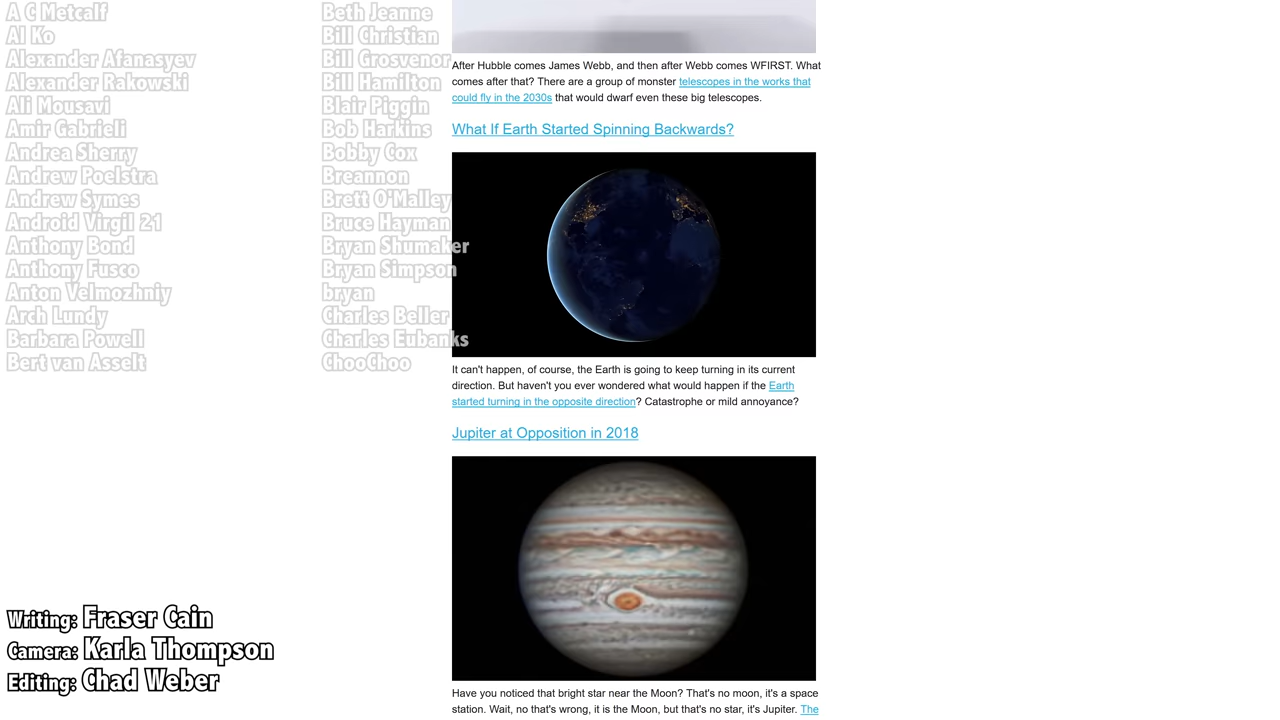 A C Metcalf
Al Ko
Alexander Afanasyev
Alexander Rakowski
Ali Mousavi
Amir Gabrieli
Andrea Sherry
Andrew Poelstra
Andrew Symes
Android Virgil 21
Anthony Bond
Anthony Fusco
Anton Velmozhniy
Arch Lundy
Barbara Powell
Bert van Asselt
Beth Jeanne
Bill Christian
Bill Grosvenor
Bill Hamilton
Blair Piggin
Bob Harkins
Bobby Cox
Breannon
Brett O'Malley
Bruce Hayman
Bryan Shumaker
Bryan Simpson
bryan
Charles Beller
Charles Eubanks
ChooChoo
After Hubble comes James Webb, and then after Webb comes WFIRST. What
comes after that? There are a group of monster telescopes in the works that
could fly in the 2030s that would dwarf even these big telescopes.
What If Earth Started Spinning Backwards?
It can't happen, of course, the Earth is going to keep turning in its current
direction. But haven't you ever wondered what would happen if the Earth
started turning in the opposite direction? Catastrophe or mild annoyance?
Jupiter at Opposition in 2018
Have you noticed that bright star near the Moon? That's no moon, it's a space
station. Wait, no that's wrong, it is the Moon, but that's no star, it's Jupiter. The
Writing: Fraser Cain
Camera: Karla Thompson
Editing: Chad Weber